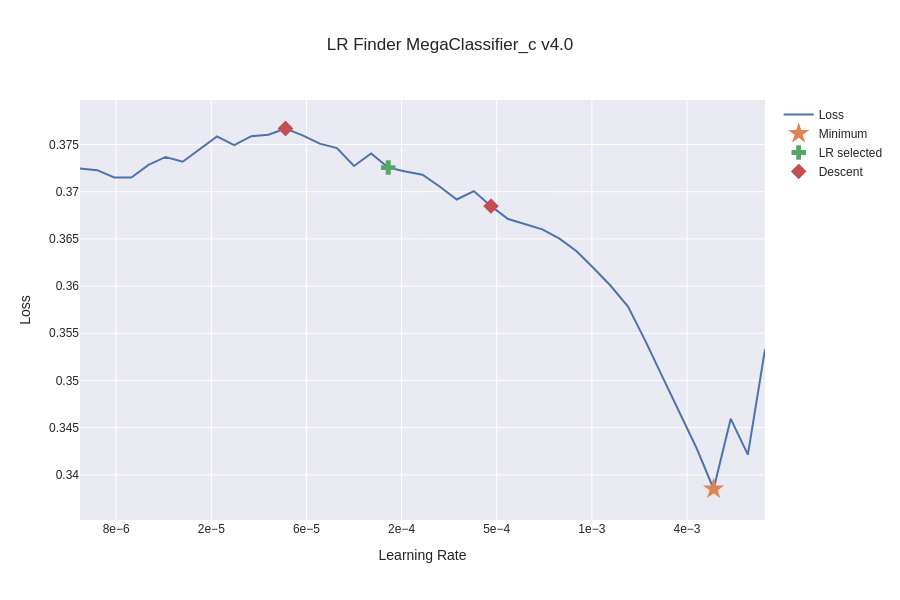 LR Finder MegaClassifier_c v4.0
Loss
Minimum
LR selected
Descent
0.375
0.37
0.365
0.36
0.355
0.35
0.345
0.34
Loss
8e−6
2e−5
6e−5
2e−4
5e−4
1e−3
4e−3
Learning Rate